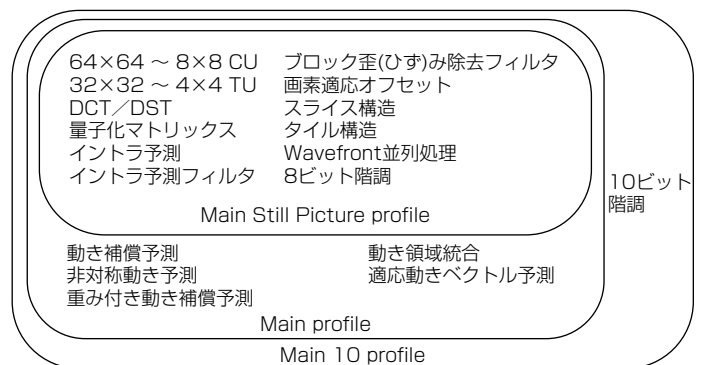 64×64 ～ 8×8 CU ブロック歪(ひず)み除去フィルタ
32×32 ～ 4×4 TU 画素適応オフセット
DCT／DST スライス構造
量子化マトリックス タイル構造
イントラ予測 Wavefront並列処理
イントラ予測フィルタ 8ビット階調
Main Still Picture profile
10ビット
階調
動き補償予測 動き領域統合
非対称動き予測 適応動きベクトル予測
重み付き動き補償予測
Main profile
Main 10 profile